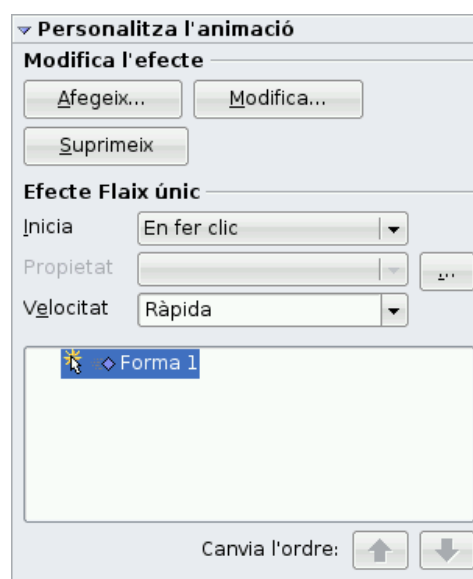 Personalitza l'animació
Modifica l'efecte
Afegeix... Modifica...
Suprimeix
Efecte Flaix únic
Inicia En fer clic
Propietat ...
Velocitat Ràpida
Forma 1
Canvia l'ordre: